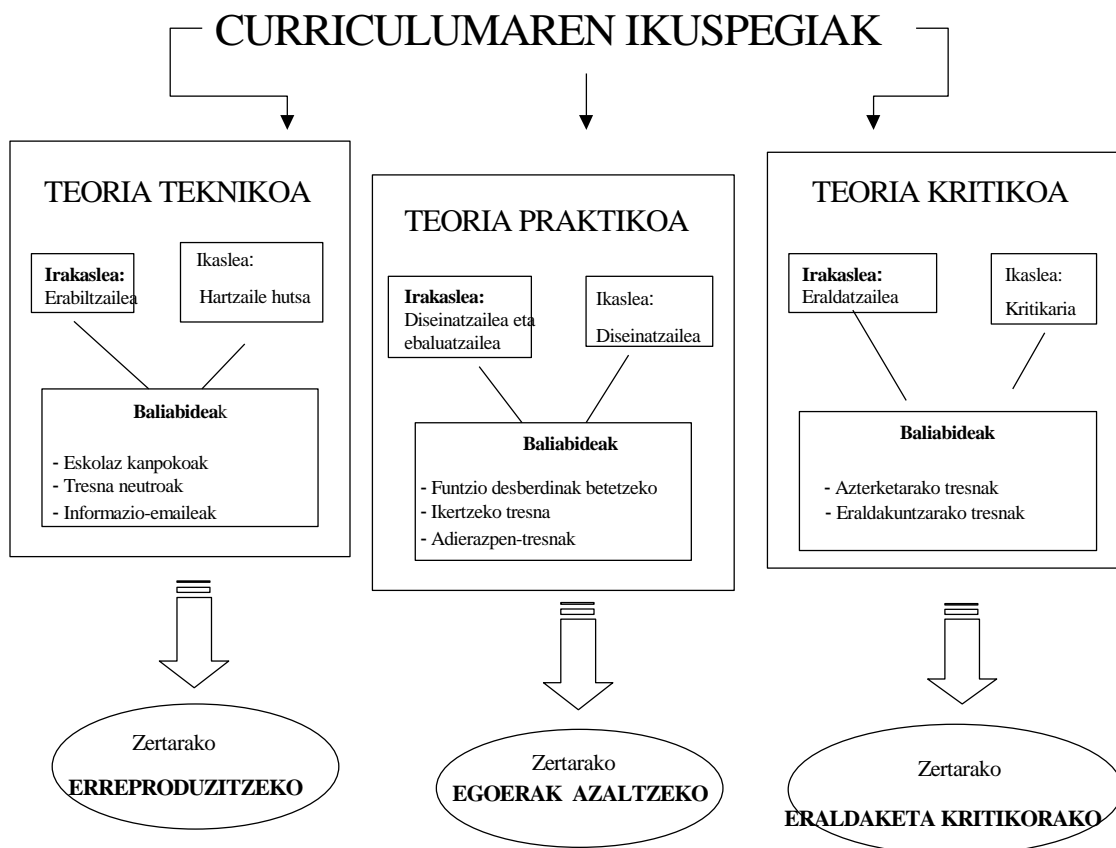 CURRICULUMAREN IKUSPEGIAK
TEORIA TEKNIKOA
Irakaslea:
Erabiltzailea
Ikaslea:
Hartzaile hutsa
Baliabideak
- Eskolaz kanpokoak
- Tresna neutroak
- Informazio-emaileak
Zertarako
ERREPRODUZITZEKO
TEORIA PRAKTIKOA
Irakaslea:
Diseinatzailea eta
ebaluatzailea
Ikaslea:
Diseinatzailea
Baliabideak
- Funtzio desberdinak betetzeko
- Ikertzeko tresna
- Adierazpen-tresnak
Zertarako
EGOERAK AZALTZEKO
TEORIA KRITIKOA
Irakaslea:
Eraldatzailea
Ikaslea:
Kritikaria
Baliabideak
- Azterketarako tresnak
- Eraldakuntzarako tresnak
Zertarako
ERALDAKETA KRITIKORAKO